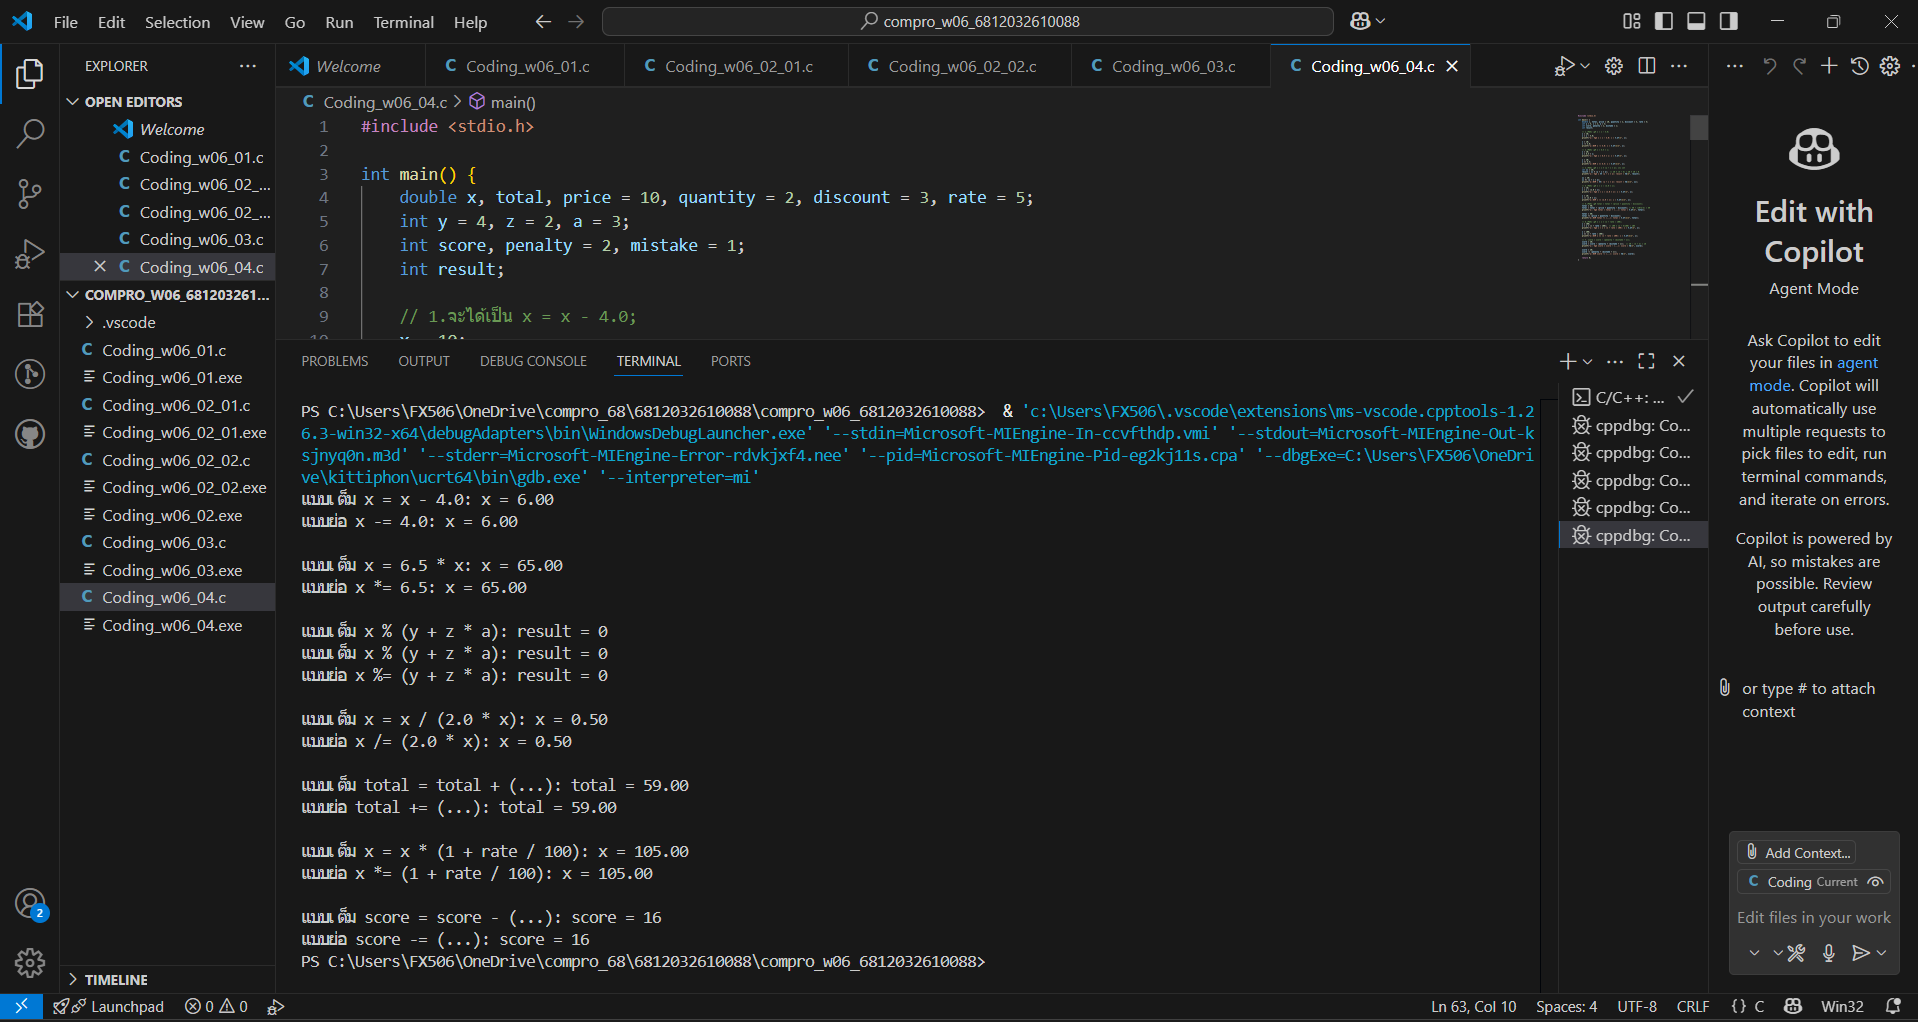 File Edit Selection View Go Run Terminal Help
compro_w06_6812032610088
EXPLORER
OPEN EDITORS
Welcome
Coding_w06_01.c
Coding_w06_02_...
Coding_w06_02_...
Coding_w06_03.c
Coding_w06_04.c
COMPRO_W06_681203261...
.vscode
C Coding_w06_01.c
Coding_w06_01.exe
C Coding_w06_02_01.c
Coding_w06_02_01.exe
C Coding_w06_02_02.c
Coding_w06_02_02.exe
Coding_w06_02.exe
C Coding_w06_03.c
Coding_w06_03.exe
C Coding_w06_04.c
Coding_w06_04.exe
TIMELINE
Welcome C Coding_w06_01.c C Coding_w06_02_01.c C Coding_w06_02_02.c C Coding_w06_03.c C Coding_w06_04.c
C Coding_w06_04.c > main()
1 #include <stdio.h>
2
3 int main() {
4 double x, total, price = 10, quantity = 2, discount = 3, rate = 5;
5 int y = 4, z = 2, a = 3;
6 int score, penalty = 2, mistake = 1;
7 int result;
8
9 // 1.จะได้เป็น x = x - 4.0;
PROBLEMS OUTPUT DEBUG CONSOLE TERMINAL PORTS
PS C:\Users\FX506\OneDrive\compro_68\6812032610088\compro_w06_6812032610088> & 'c:\Users\FX506\.vscode\extensions\ms-vscode.cpptools-1.2
6.3-win32-x64\debugAdapters\bin\WindowsDebugLauncher.exe' '--stdin=Microsoft-MIEngine-In-ccvfthdp.vmi' '--stdout=Microsoft-MIEngine-Out-k
sjnyq0n.m3d' '--stderr=Microsoft-MIEngine-Error-rdvkjxf4.nee' '--pid=Microsoft-MIEngine-Pid-eg2kj11s.cpa' '--dbgExe=C:\Users\FX506\OneDri
ve\kittiphon\ucrt64\bin\gdb.exe' '--interpreter=mi'
แบบเต็ม x = x - 4.0: x = 6.00
แบบย่อ x -= 4.0: x = 6.00
แบบเต็ม x = 6.5 * x: x = 65.00
แบบย่อ x *= 6.5: x = 65.00
แบบเต็ม x % (y + z * a): result = 0
แบบเต็ม x % (y + z * a): result = 0
แบบย่อ x %= (y + z * a): result = 0
แบบเต็ม x = x / (2.0 * x): x = 0.50
แบบย่อ x /= (2.0 * x): x = 0.50
แบบเต็ม total = total + (...): total = 59.00
แบบย่อ total += (...): total = 59.00
แบบเต็ม x = x * (1 + rate / 100): x = 105.00
แบบย่อ x *= (1 + rate / 100): x = 105.00
แบบเต็ม score = score - (...): score = 16
แบบย่อ score -= (...): score = 16
PS C:\Users\FX506\OneDrive\compro_68\6812032610088\compro_w06_6812032610088>
C/C++: ...
cppdbg: Co...
cppdbg: Co...
cppdbg: Co...
cppdbg: Co...
cppdbg: Co...
Edit with
Copilot
Agent Mode
Ask Copilot to edit
your files in agent
mode. Copilot will
automatically use
multiple requests to
pick files to edit, run
terminal commands,
and iterate on errors.
Copilot is powered by
AI, so mistakes are
possible. Review
output carefully
before use.
or type # to attach
context
Add Context...
C Coding Current
Edit files in your work
2
Launchpad 0 0
Ln 63, Col 10 Spaces: 4 UTF-8 CRLF {} C Win32